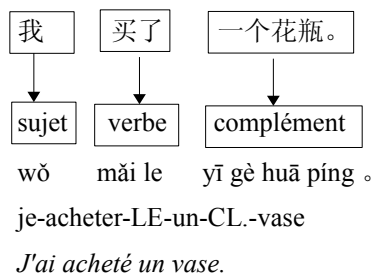 我 买了 一个花瓶。
sujet verbe complément
wǒ mǎi le yī gè huā píng 。
je-acheter-LE-un-CL.-vase
J'ai acheté un vase.